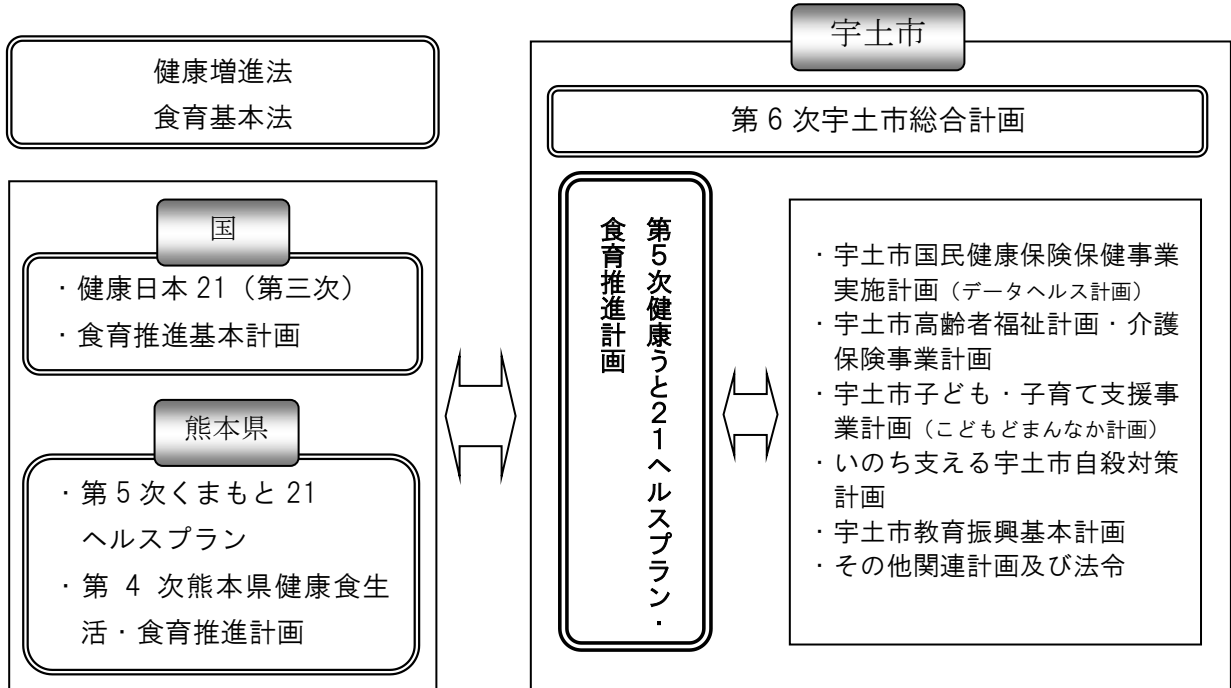 健康増進法
食育基本法
国
・健康日本21（第三次）
・食育推進基本計画
熊本県
・第5次くまもと21
ヘルスプラン
・第 4 次熊本県健康食生
活・食育推進計画
宇土市
第6次宇土市総合計画
第5次健康うと21ヘルスプラン・
食育推進計画
・宇土市国民健康保険保健事業
実施計画（データヘルス計画）
・宇土市高齢者福祉計画・介護
保険事業計画
・宇土市子ども・子育て支援事
業計画（こどもどまんなか計画）
・いのち支える宇土市自殺対策
計画
・宇土市教育振興基本計画
・その他関連計画及び法令